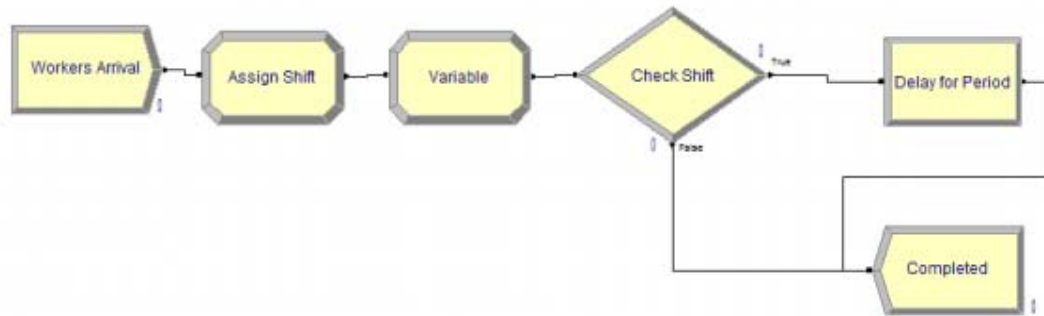 Workers Arrival
Assign Shift
Variable
Check Shift
True
False
Delay for Period
Completed